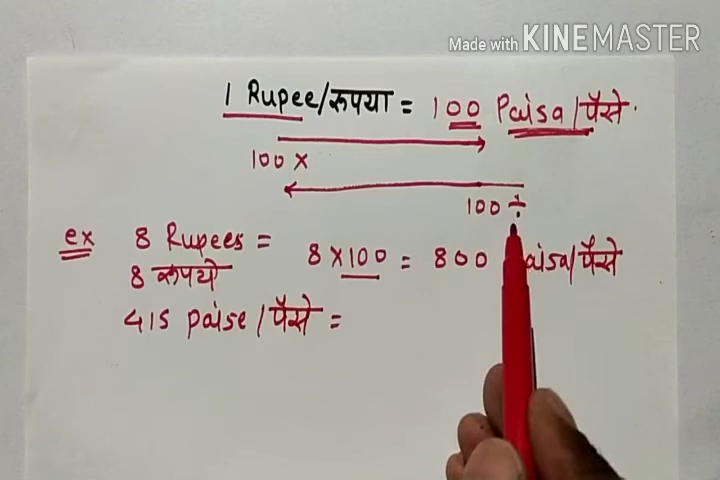 Made with KINEMASTER
1 Rupee/रूपया = 100 Paisa/पैसे.
100 ×
100 ÷
ex 8 Rupees = 8 × 100 = 800 aisa/पैसे
8 रूपये
415 paise/पैसे =